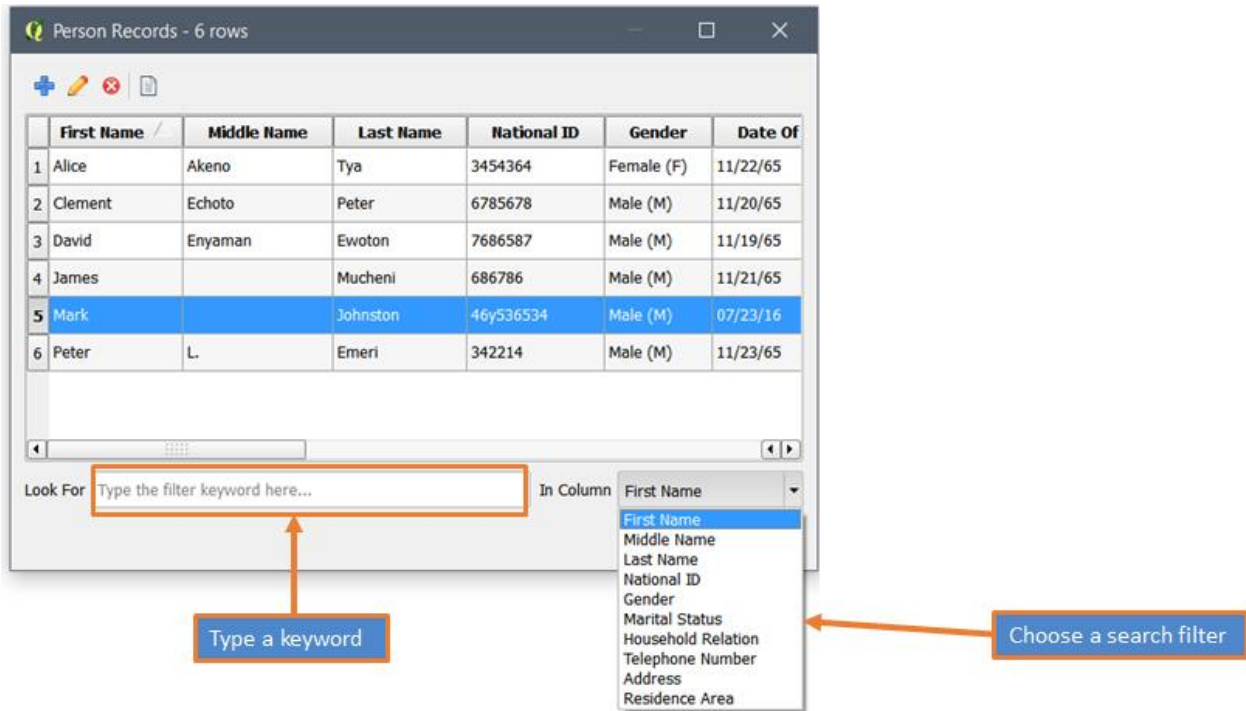 Person Records - 6 rows
First Name Middle Name Last Name National ID Gender Date Of
1 Alice Akeno Tya 3454364 Female (F) 11/22/65
2 Clement Echoto Peter 6785678 Male (M) 11/20/65
3 David Enyaman Ewoton 7686587 Male (M) 11/19/65
4 James Mucheni 686786 Male (M) 11/21/65
5 Mark Johnston 46y536534 Male (M) 07/23/16
6 Peter L. Emeri 342214 Male (M) 11/23/65
Look For Type the filter keyword here... In Column First Name
First Name
Middle Name
Last Name
National ID
Gender
Marital Status
Household Relation
Telephone Number
Address
Residence Area
Type a keyword
Choose a search filter